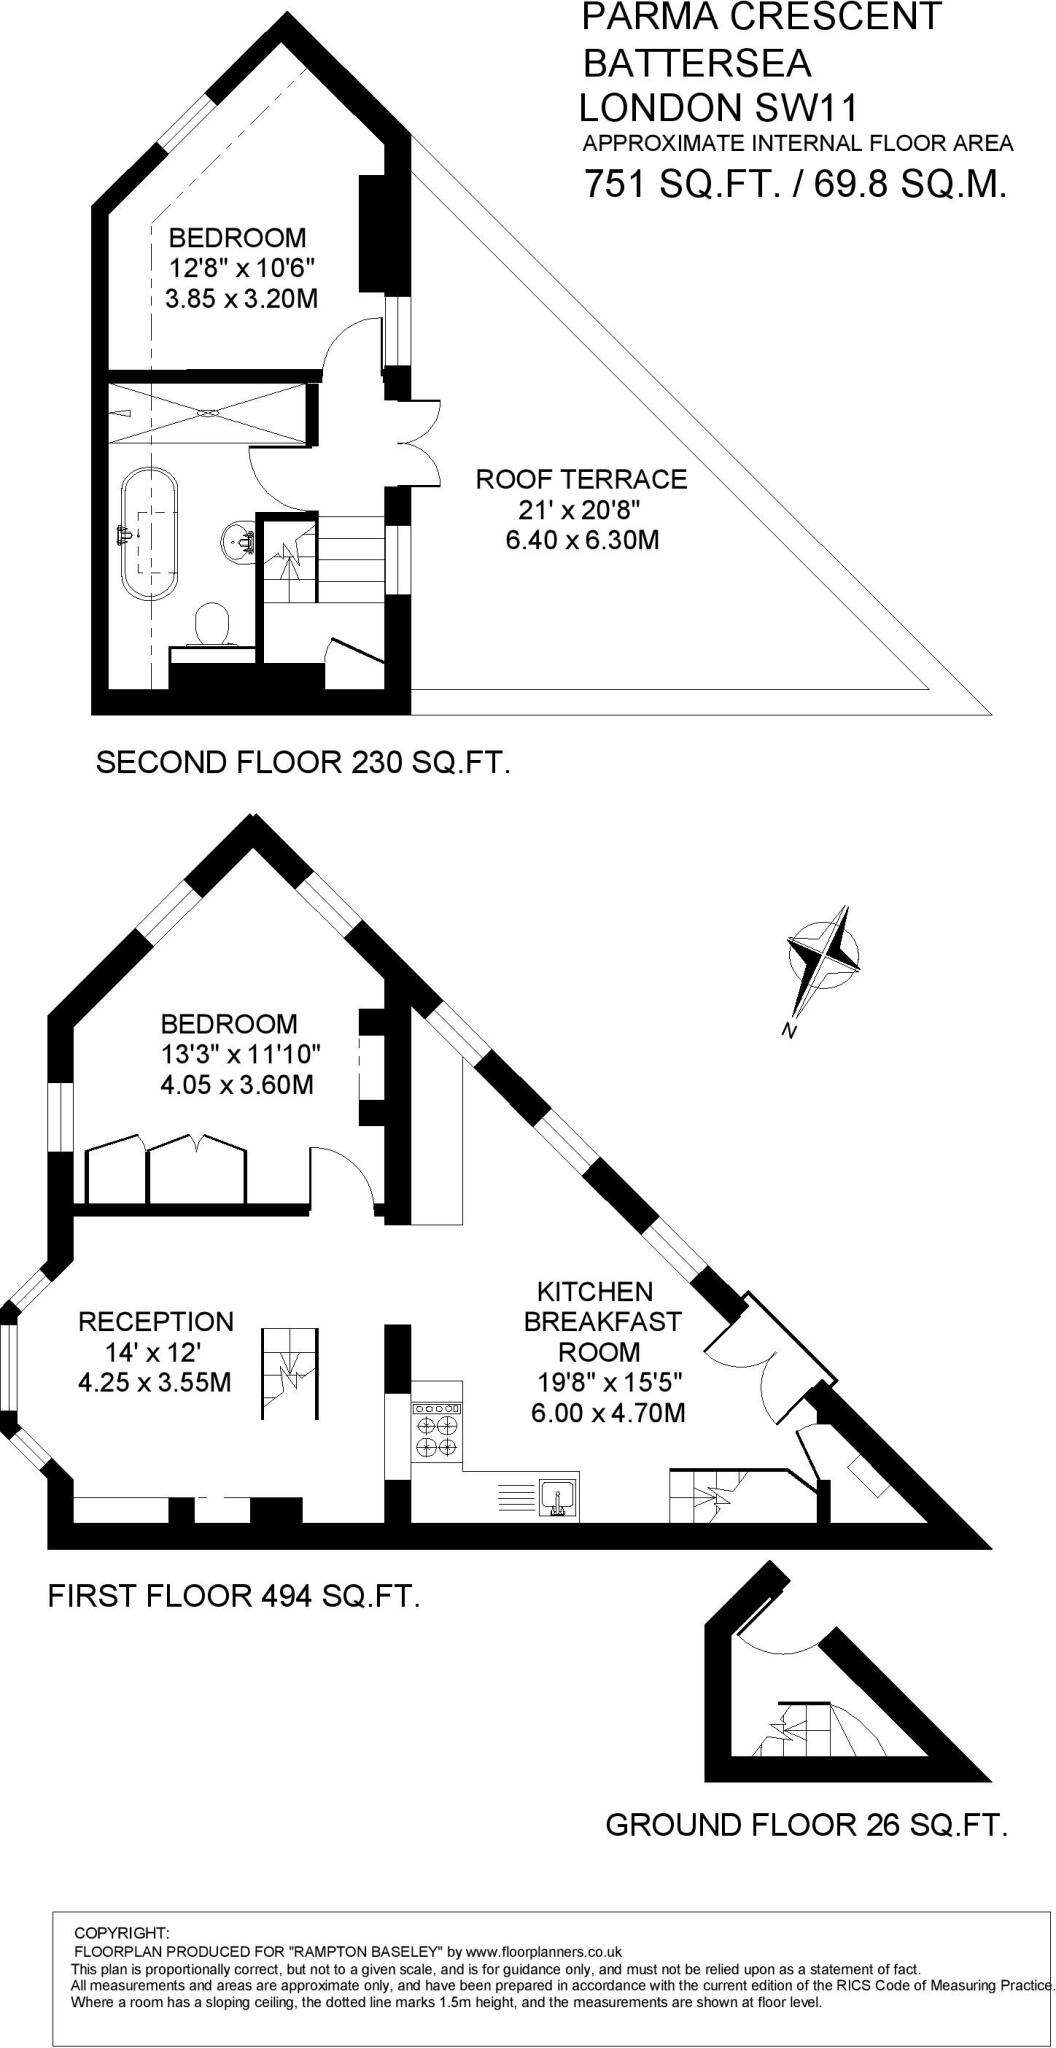 PARMA CRESCENT
BATTERSEA
LONDON SW11
APPROXIMATE INTERNAL FLOOR AREA
751 SQ.FT. / 69.8 SQ.M.
BEDROOM
12'8" x 10'6"
3.85 x 3.20M
ROOF TERRACE
21' x 20'8"
6.40 x 6.30M
SECOND FLOOR 230 SQ.FT.
N
BEDROOM
13'3" x 11'10"
4.05 x 3.60M
RECEPTION
14' x 12'
4.25 x 3.55M
KITCHEN
BREAKFAST
ROOM
19'8" x 15'5"
6.00 x 4.70M
FIRST FLOOR 494 SQ.FT.
GROUND FLOOR 26 SQ.FT.
COPYRIGHT:
FLOORPLAN PRODUCED FOR "RAMPTON BASELEY" by www.floorplanners.co.uk
This plan is proportionally correct, but not to a given scale, and is for guidance only, and must not be relied upon as a statement of fact.
All measurements and areas are approximate only, and have been prepared in accordance with the current edition of the RICS Code of Measuring Practice.
Where a room has a sloping ceiling, the dotted line marks 1.5m height, and the measurements are shown at floor level.